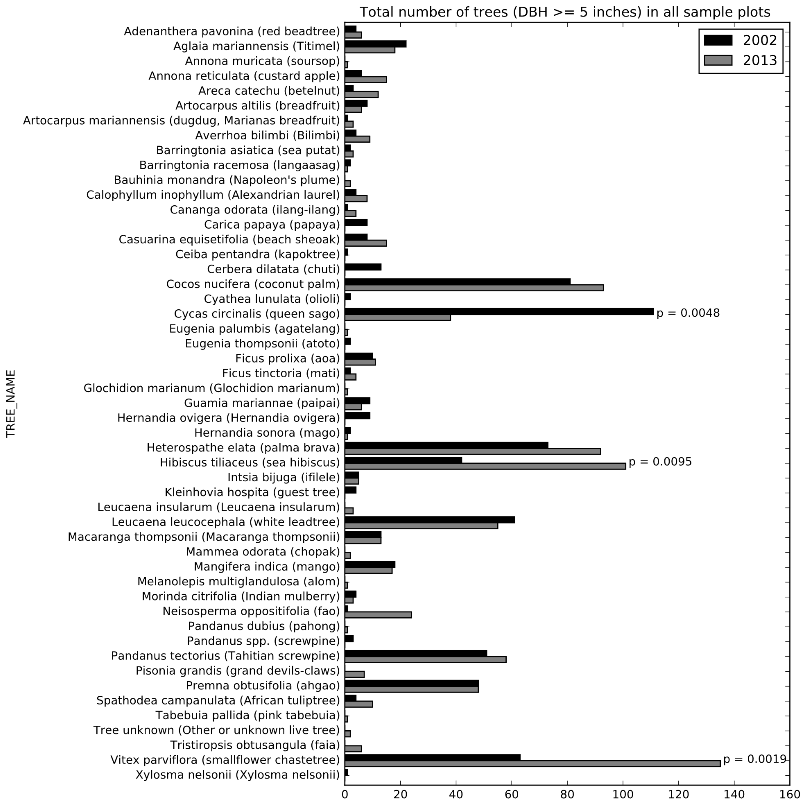 Total number of trees (DBH >= 5 inches) in all sample plots
2002
2013
TREE_NAME
Adenanthera pavonina (red beadtree)
Aglaia mariannensis (Titimel)
Annona muricata (soursop)
Annona reticulata (custard apple)
Areca catechu (betelnut)
Artocarpus altilis (breadfruit)
Artocarpus mariannensis (dugdug, Marianas breadfruit)
Averrhoa bilimbi (Bilimbi)
Barringtonia asiatica (sea putat)
Barringtonia racemosa (langaasag)
Bauhinia monandra (Napoleon's plume)
Calophyllum inophyllum (Alexandrian laurel)
Cananga odorata (ilang-ilang)
Carica papaya (papaya)
Casuarina equisetifolia (beach sheoak)
Ceiba pentandra (kapoktree)
Cerbera dilatata (chuti)
Cocos nucifera (coconut palm)
Cyathea lunulata (olioli)
Cycas circinalis (queen sago) p = 0.0048
Eugenia palumbis (agatelang)
Eugenia thompsonii (atoto)
Ficus prolixa (aoa)
Ficus tinctoria (mati)
Glochidion marianum (Glochidion marianum)
Guamia mariannae (paipai)
Hernandia ovigera (Hernandia ovigera)
Hernandia sonora (mago)
Heterospathe elata (palma brava)
Hibiscus tiliaceus (sea hibiscus) p = 0.0095
Intsia bijuga (ifilele)
Kleinhovia hospita (guest tree)
Leucaena insularum (Leucaena insularum)
Leucaena leucocephala (white leadtree)
Macaranga thompsonii (Macaranga thompsonii)
Mammea odorata (chopak)
Mangifera indica (mango)
Melanolepis multiglandulosa (alom)
Morinda citrifolia (Indian mulberry)
Neisosperma oppositifolia (fao)
Pandanus dubius (pahong)
Pandanus spp. (screwpine)
Pandanus tectorius (Tahitian screwpine)
Pisonia grandis (grand devils-claws)
Premna obtusifolia (ahgao)
Spathodea campanulata (African tuliptree)
Tabebuia pallida (pink tabebuia)
Tree unknown (Other or unknown live tree)
Tristiropsis obtusangula (faia)
Vitex parviflora (smallflower chastetree) p = 0.0019
Xylosma nelsonii (Xylosma nelsonii)
0 20 40 60 80 100 120 140 160